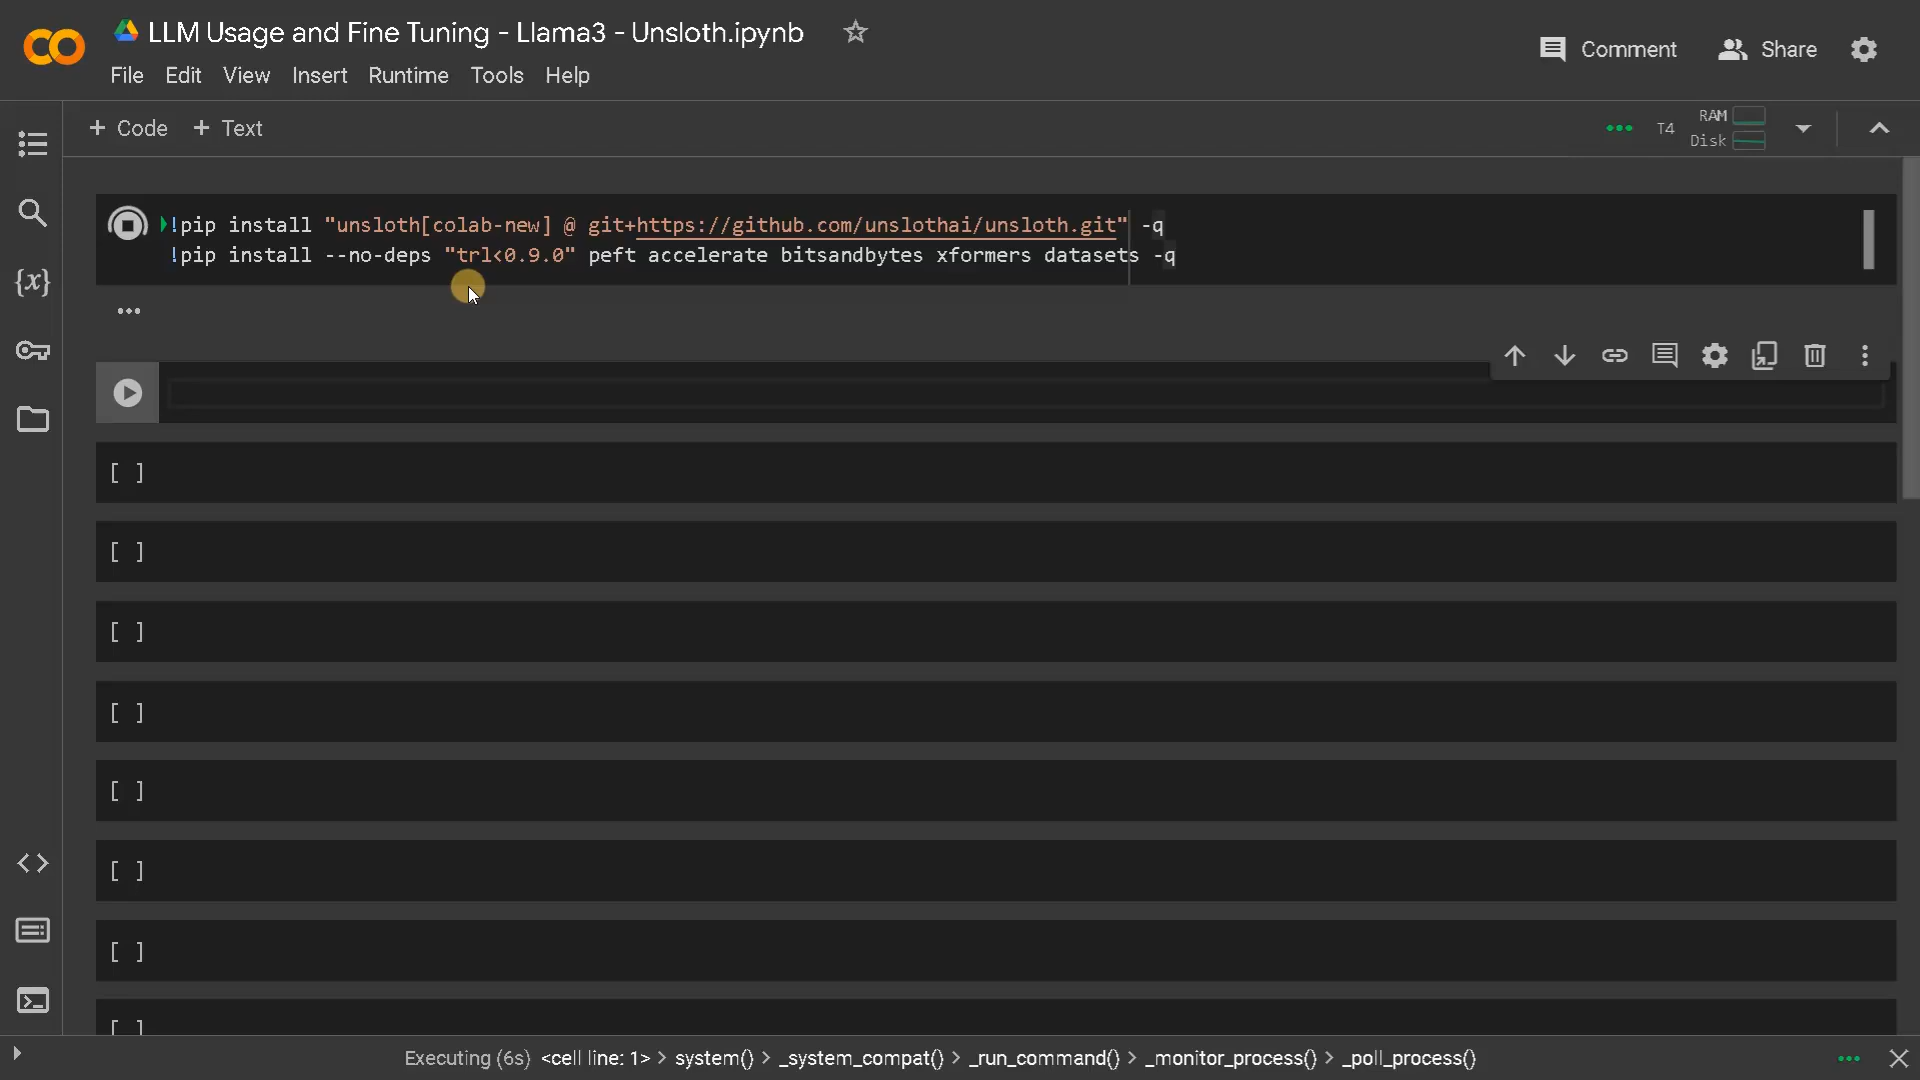 LLM Usage and Fine Tuning - Llama3 - Unsloth.ipynb
Comment Share
File Edit View Insert Runtime Tools Help
+ Code + Text
T4 RAM
Disk
!pip install "unsloth[colab-new] @ git+https://github.com/unslothai/unsloth.git" -q
!pip install --no-deps "trl<0.9.0" peft accelerate bitsandbytes xformers datasets -q
[ ]
[ ]
[ ]
[ ]
[ ]
[ ]
[ ]
[ ]
Executing (6s) <cell line: 1> > system() > _system_compat() > _run_command() > _monitor_process() > _poll_process()